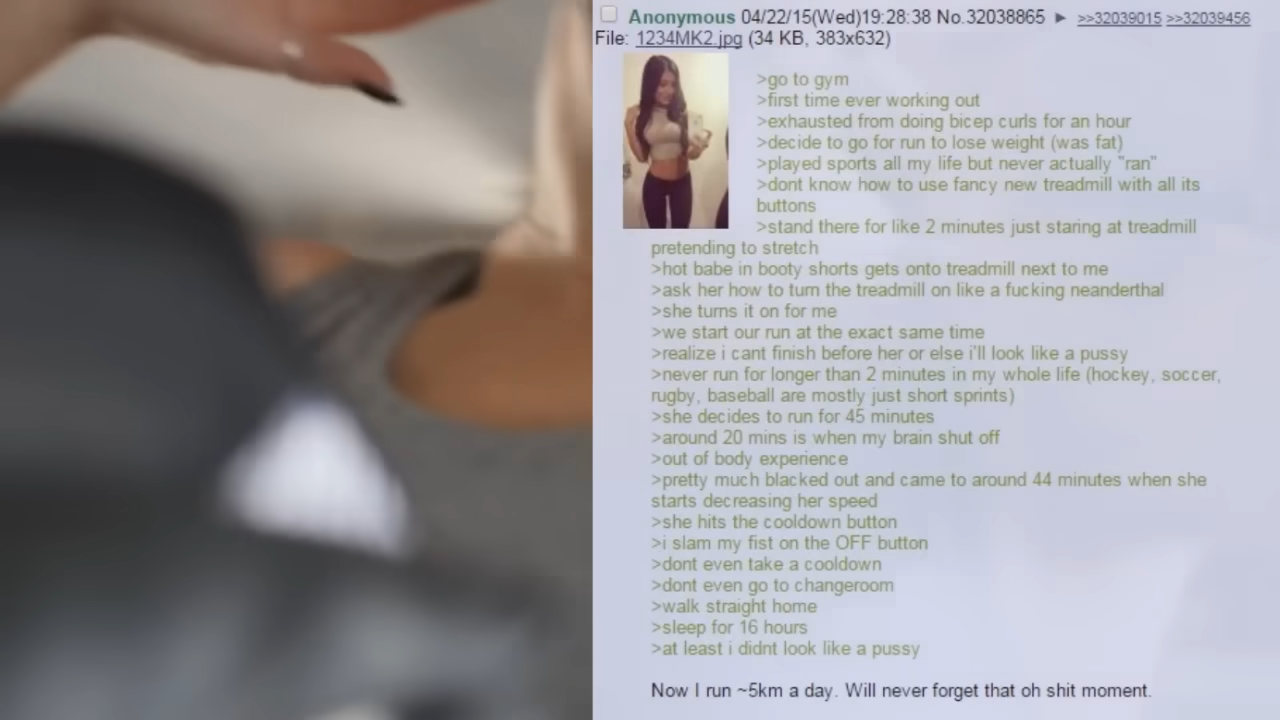 Anonymous 04/22/15(Wed)19:28:38 No.32038865 ► >>32039015 >>32039456
File: 1234MK2.jpg (34 KB, 383x632)
>go to gym
>first time ever working out
>exhausted from doing bicep curls for an hour
>decide to go for run to lose weight (was fat)
>played sports all my life but never actually "ran"
>dont know how to use fancy new treadmill with all its
buttons
>stand there for like 2 minutes just staring at treadmill
pretending to stretch
>hot babe in booty shorts gets onto treadmill next to me
>ask her how to turn the treadmill on like a fucking neanderthal
>she turns it on for me
>we start our run at the exact same time
>realize i cant finish before her or else i'll look like a pussy
>never run for longer than 2 minutes in my whole life (hockey, soccer,
rugby, baseball are mostly just short sprints)
>she decides to run for 45 minutes
>around 20 mins is when my brain shut off
>out of body experience
>pretty much blacked out and came to around 44 minutes when she
starts decreasing her speed
>she hits the cooldown button
>i slam my fist on the OFF button
>dont even take a cooldown
>dont even go to changeroom
>walk straight home
>sleep for 16 hours
>at least i didnt look like a pussy
Now I run ~5km a day. Will never forget that oh shit moment.